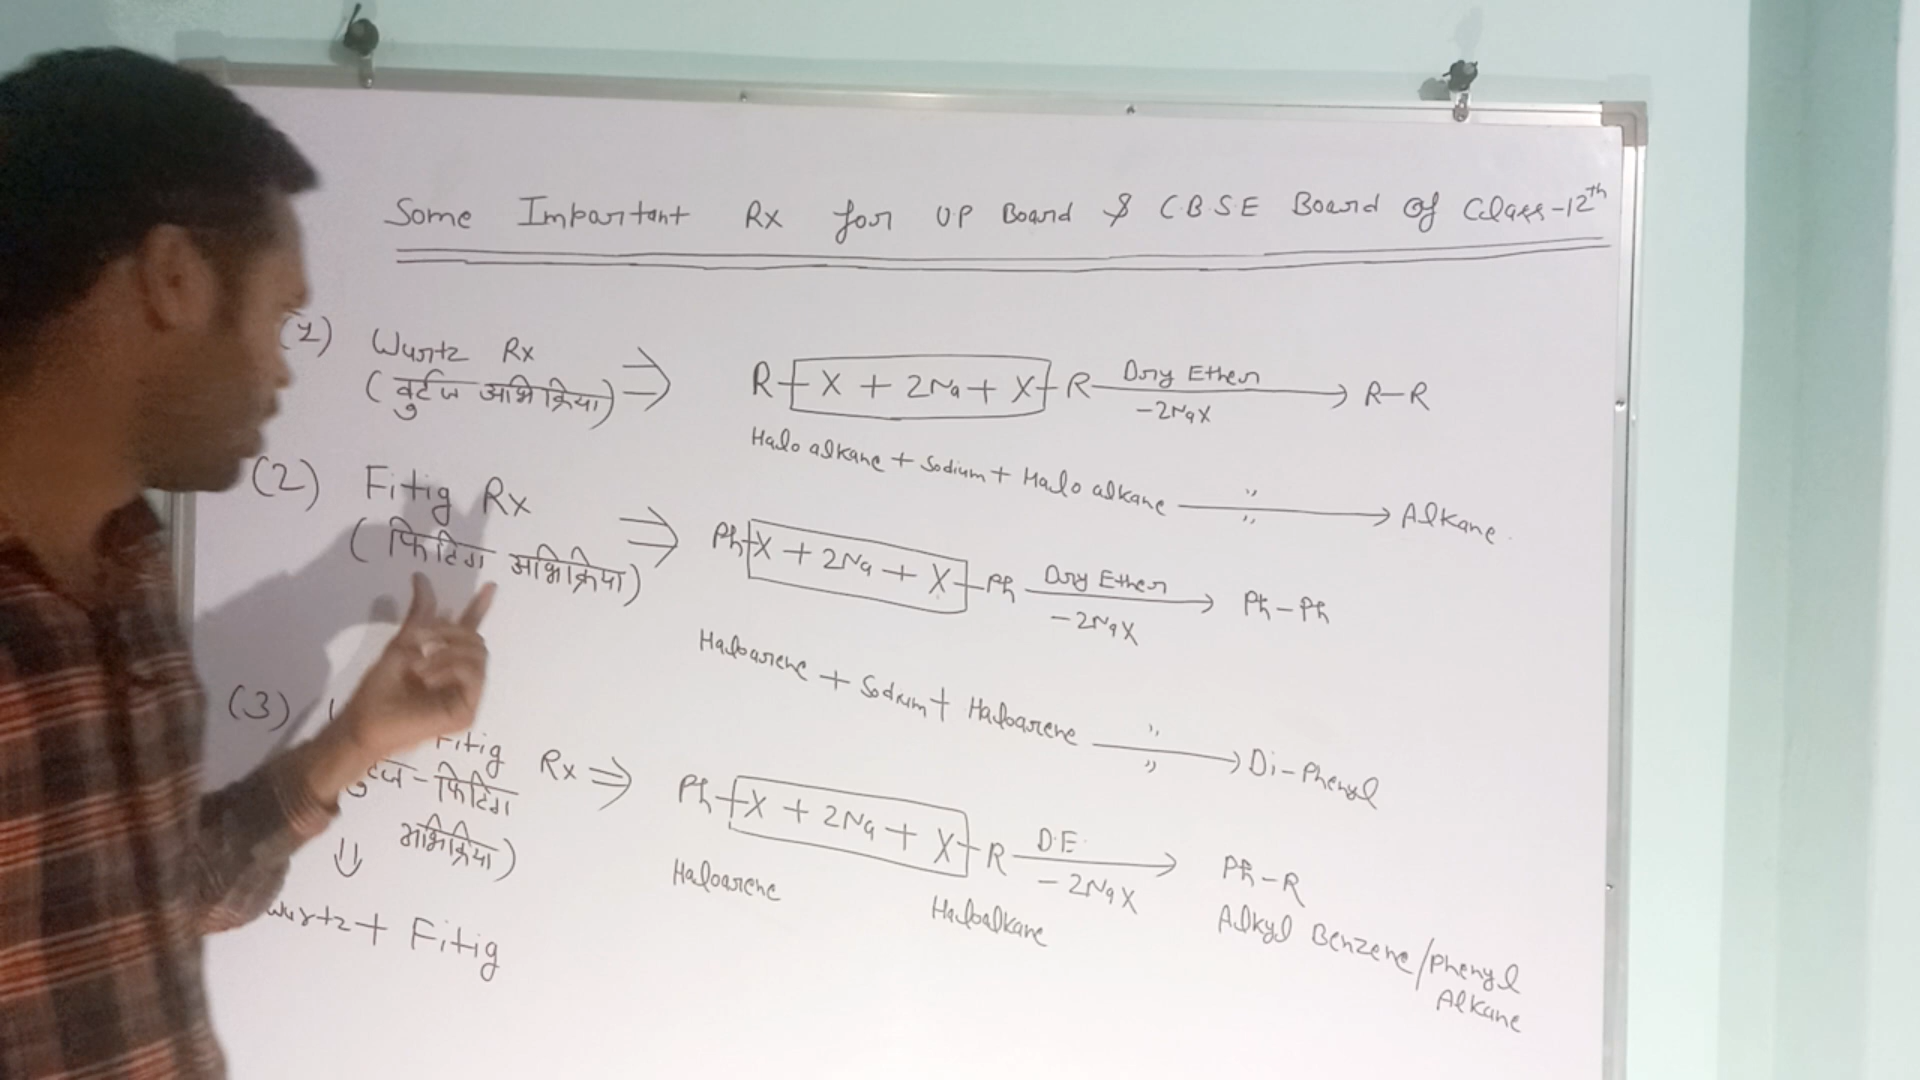 Some Important Rx for UP Board & C.B.S.E Board of Class-12th
(1) Wurtz Rx ⇒ R-X + 2Na + X-R Dry Ether → R-R
(वुर्टज अभिक्रिया) -2NaX
Halo alkane + Sodium + Halo alkane " → Alkane.
"
(2) Fitig Rx ⇒ Ph-X + 2Na + X-Ph Dry Ether → Ph-Ph
(फिटिग अभिक्रिया) -2NaX
Haloarene + Sodium + Haloarene " → Di-Phenyl
"
(3)
Fitig Rx ⇒ Ph-X + 2Na + X-R D.E. → Ph-R
-फिटिग -2NaX
अभिक्रिया) Haloarene Haloalkane Alkyl Benzene/Phenyl
Alkane
⇓
Wurtz + Fitig